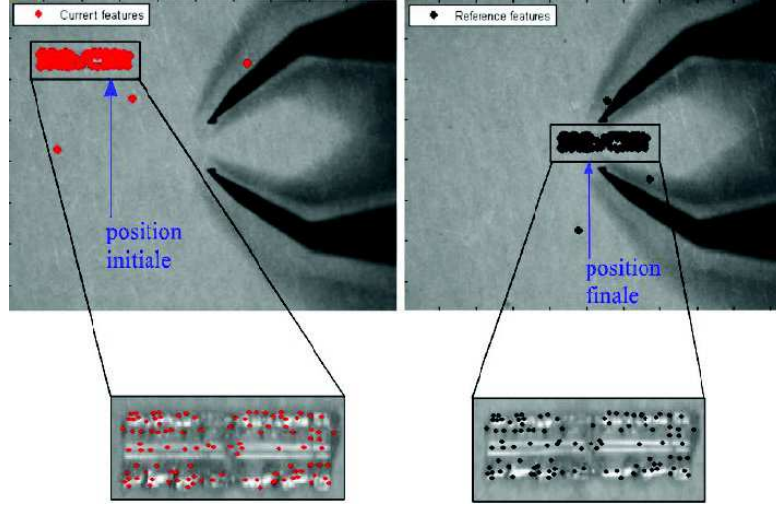 Current features
Reference features
position
initiale
position
finale